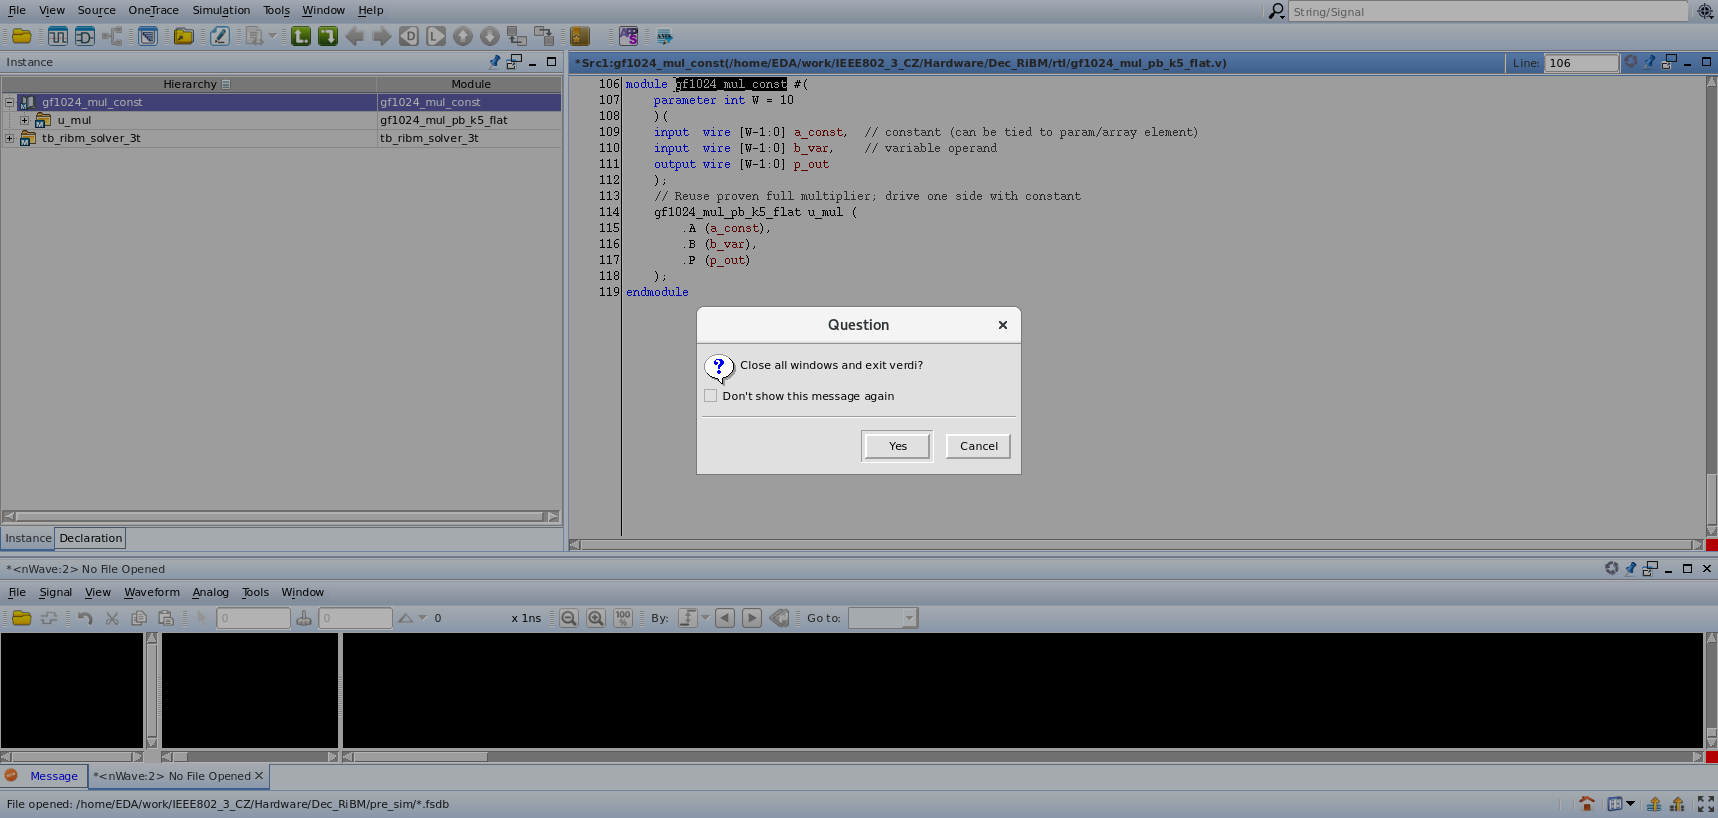 File View Source OneTrace Simulation Tools Window Help
String/Signal
Instance
*Src1:gf1024_mul_const(/home/EDA/work/IEEE802_3_CZ/Hardware/Dec_RiBM/rtl/gf1024_mul_pb_k5_flat.v)
Line: 106
Hierarchy Module
gf1024_mul_const gf1024_mul_const
u_mul gf1024_mul_pb_k5_flat
tb_ribm_solver_3t tb_ribm_solver_3t
106 module gf1024_mul_const #(
107 parameter int W = 10
108 )(
109 input wire [W-1:0] a_const, // constant (can be tied to param/array element)
110 input wire [W-1:0] b_var, // variable operand
111 output wire [W-1:0] p_out
112 );
113 // Reuse proven full multiplier; drive one side with constant
114 gf1024_mul_pb_k5_flat u_mul (
115 .A (a_const),
116 .B (b_var),
117 .P (p_out)
118 );
119 endmodule
Question
Close all windows and exit verdi?
Don't show this message again
Yes Cancel
Instance Declaration
*<nWave:2> No File Opened
File Signal View Waveform Analog Tools Window
0 0 0 x 1ns 100 % By: Go to:
Message *<nWave:2> No File Opened
File opened: /home/EDA/work/IEEE802_3_CZ/Hardware/Dec_RiBM/pre_sim/*.fsdb